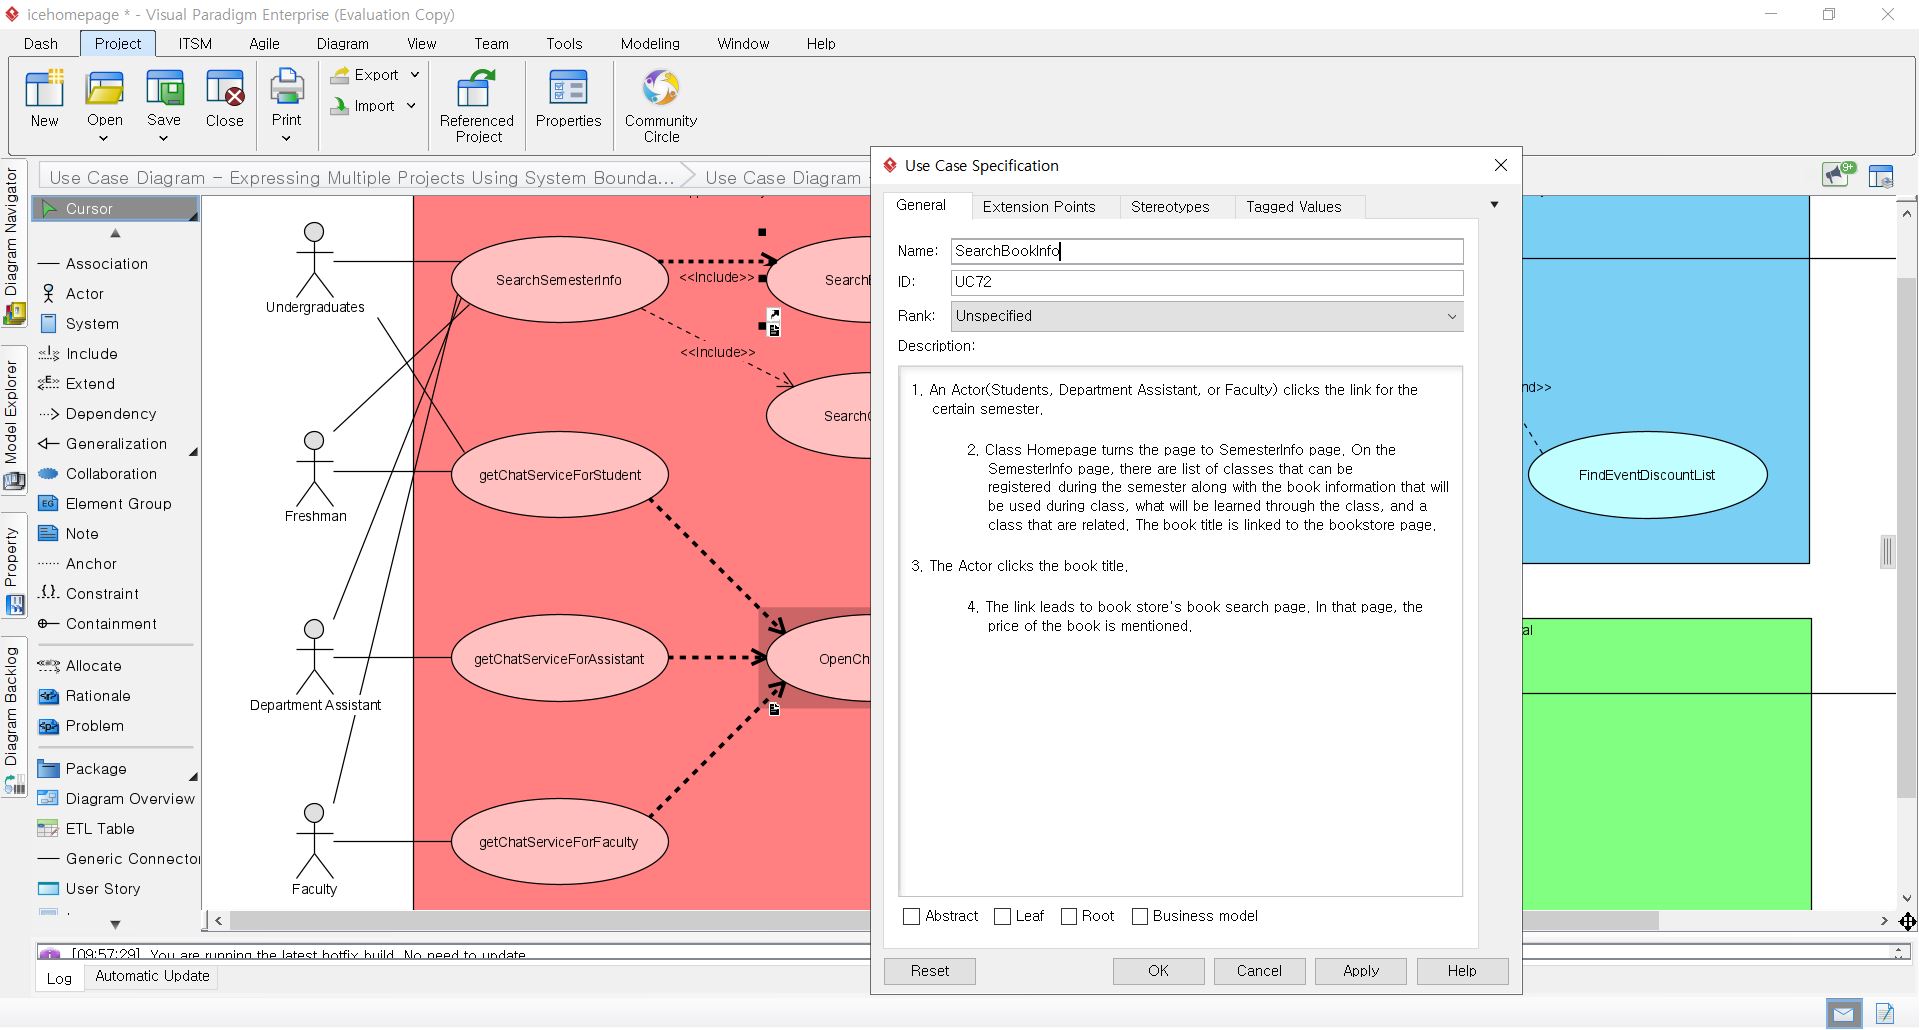 icehomepage * - Visual Paradigm Enterprise (Evaluation Copy)
Dash Project ITSM Agile Diagram View Team Tools Modeling Window Help
New
Open
Save
Close
Print
Export
Import
Referenced
Project
Properties
Community
Circle
Use Case Diagram - Expressing Multiple Projects Using System Bounda...
Use Case Diagram
9+
Diagram Navigator
Model Explorer
Property
Diagram Backlog
Cursor
Association
Actor
System
Include
Extend
Dependency
Generalization
Collaboration
Element Group
Note
Anchor
Constraint
Containment
Allocate
Rationale
Problem
Package
Diagram Overview
ETL Table
Generic Connector
User Story
Undergraduates
Freshman
Department Assistant
Faculty
SearchSemesterInfo
<<Include>>
<<Include>>
getChatServiceForStudent
getChatServiceForAssistant
getChatServiceForFaculty
SearchB
SearchC
OpenCh
Use Case Specification
General Extension Points Stereotypes Tagged Values
Name: SearchBookInfo
ID: UC72
Rank: Unspecified
Description:
1. An Actor(Students, Department Assistant, or Faculty) clicks the link for the
certain semester.
2. Class Homepage turns the page to SemesterInfo page. On the
SemesterInfo page, there are list of classes that can be
registered during the semester along with the book information that will
be used during class, what will be learned through the class, and a
class that are related. The book title is linked to the bookstore page.
3. The Actor clicks the book title.
4. The link leads to book store's book search page. In that page, the
price of the book is mentioned.
Abstract Leaf Root Business model
Reset OK Cancel Apply Help
nd>>
FindEventDiscountList
al
[09:57:29] You are running the latest hotfix build. No need to update.
Log Automatic Update